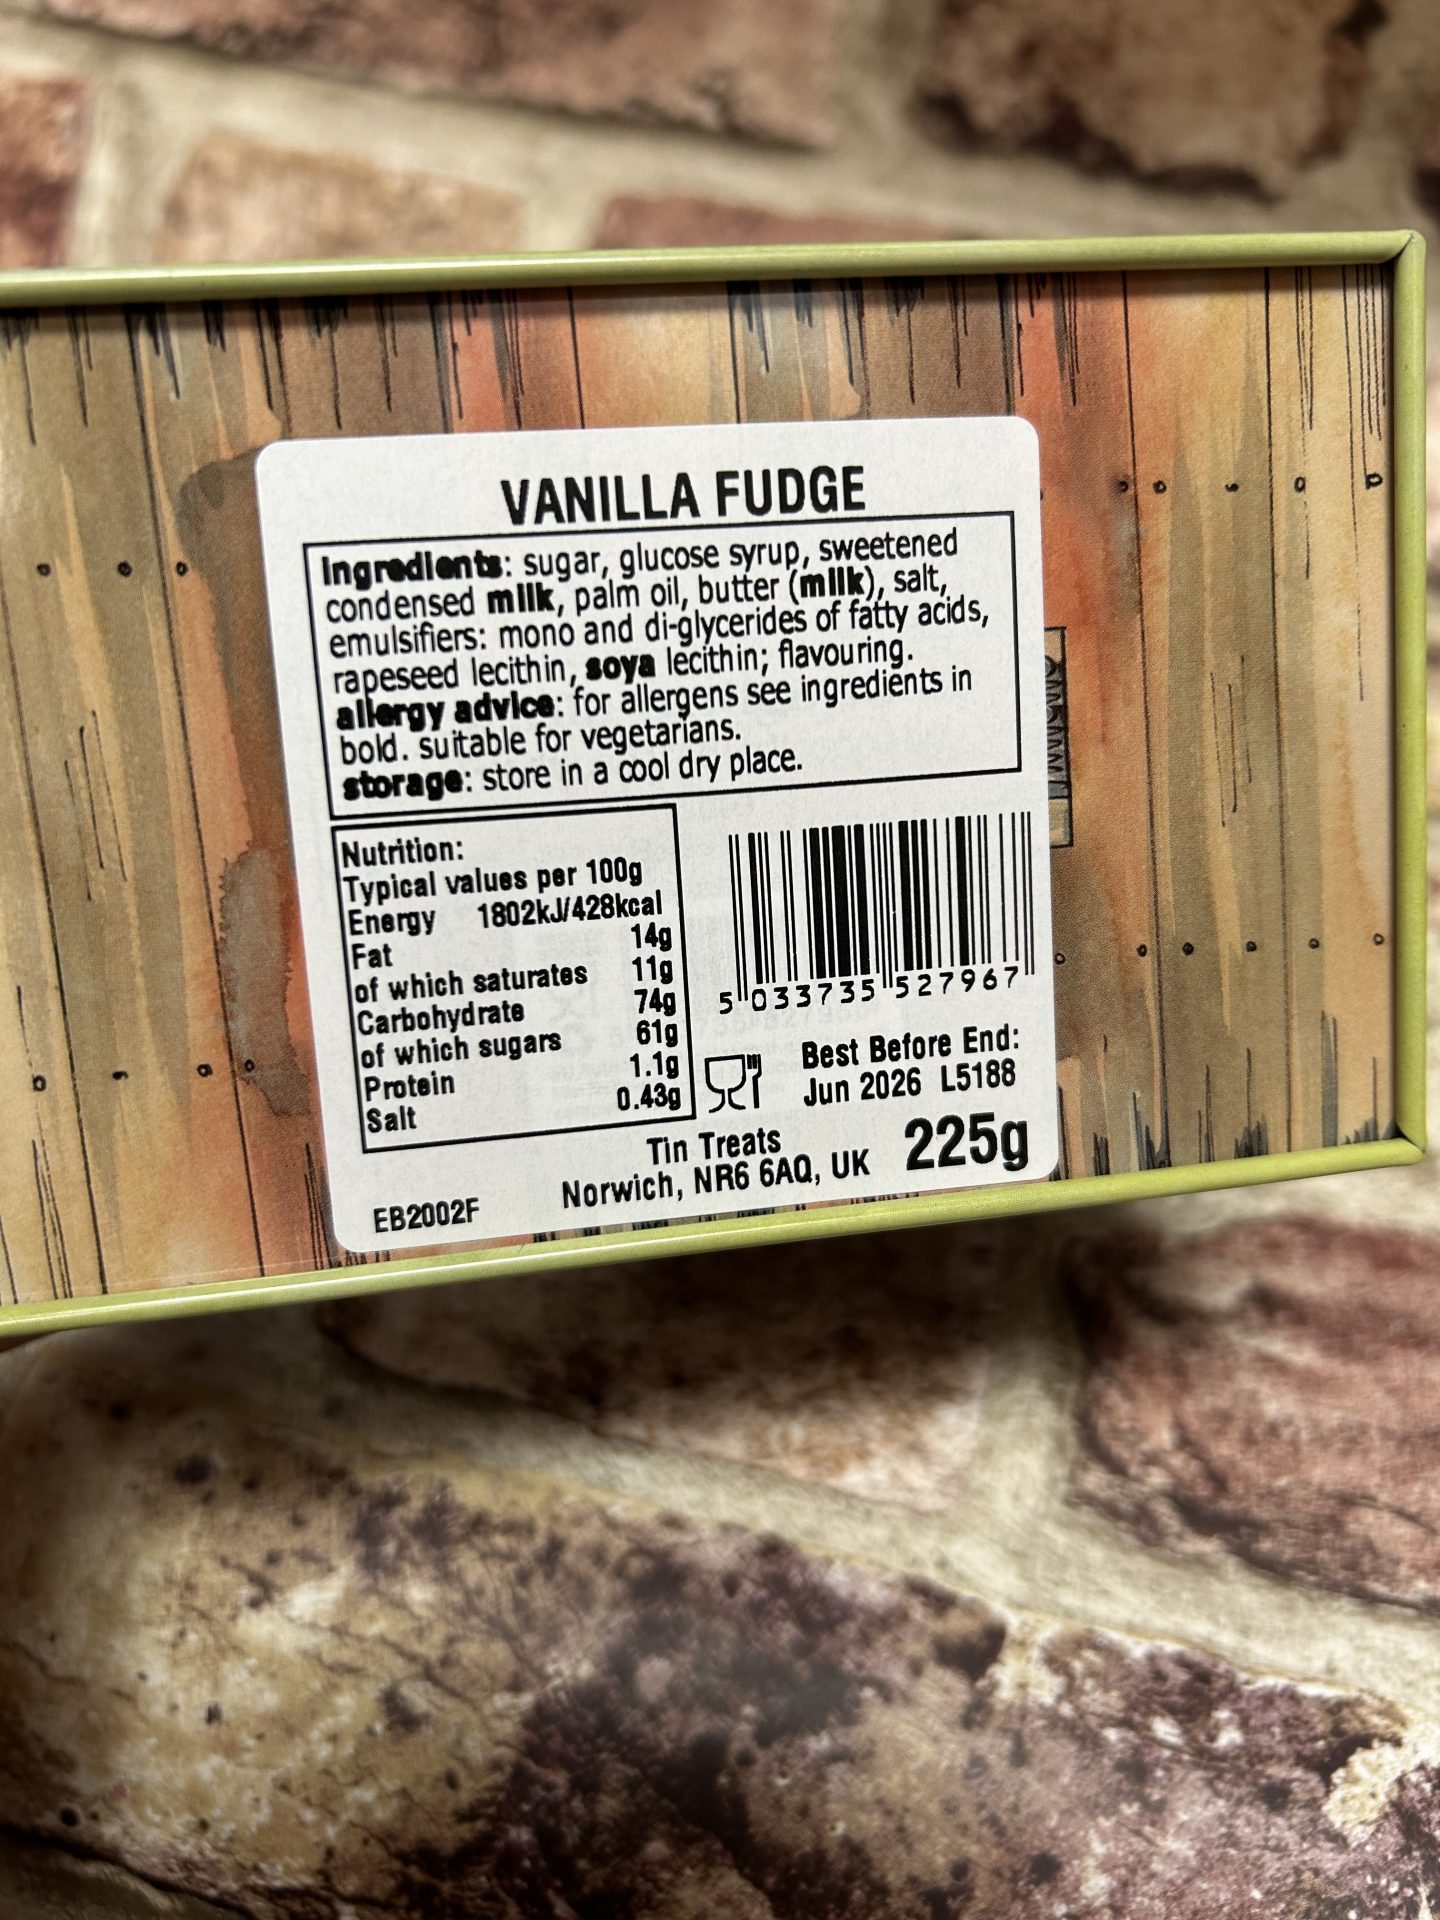 VANILLA FUDGE
Ingredients: sugar, glucose syrup, sweetened
condensed milk, palm oil, butter (milk), salt,
emulsifiers: mono and di-glycerides of fatty acids,
rapeseed lecithin, soya lecithin; flavouring.
allergy advice: for allergens see ingredients in
bold. suitable for vegetarians.
storage: store in a cool dry place.
Nutrition:
Typical values per 100g
Energy 1802kJ/428kcal
Fat 14g
of which saturates 11g
Carbohydrate 74g
of which sugars 61g
Protein 1.1g
Salt 0.43g
5 033735 527967
Best Before End:
Jun 2026 L5188
Tin Treats
Norwich, NR6 6AQ, UK
225g
EB2002F